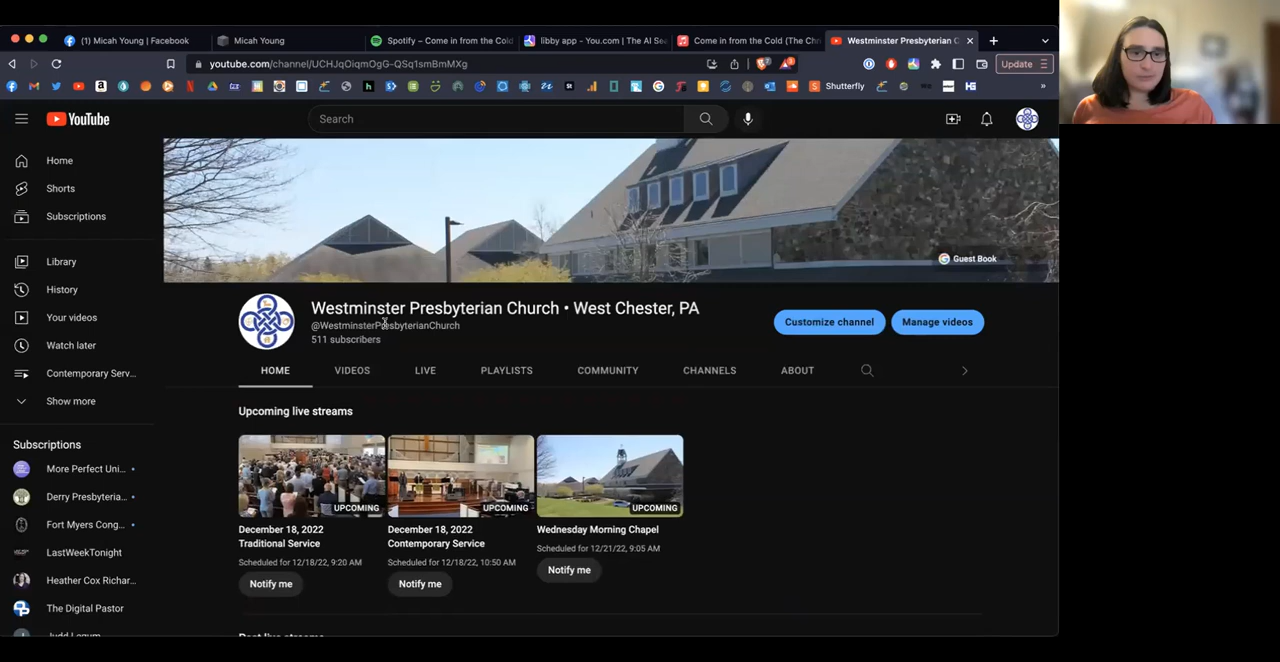 (1) Micah Young | Facebook
Micah Young
Spotify – Come in from the Cold
libby app - You.com | The AI Sea
Come in from the Cold (The Chr
Westminster Presbyterian C
youtube.com/channel/UCHJqOiqmOgG-QSq1smBmMXg
Update
Shutterfly
YouTube
Search
Home
Shorts
Subscriptions
Library
History
Your videos
Watch later
Contemporary Serv...
Show more
Subscriptions
More Perfect Uni...
Derry Presbyteria...
Fort Myers Cong...
LastWeekTonight
Heather Cox Richar...
The Digital Pastor
Judd Legum
Guest Book
Westminster Presbyterian Church • West Chester, PA
@WestminsterPresbyterianChurch
511 subscribers
Customize channel
Manage videos
HOME
VIDEOS
LIVE
PLAYLISTS
COMMUNITY
CHANNELS
ABOUT
Upcoming live streams
UPCOMING
UPCOMING
UPCOMING
December 18, 2022
Traditional Service
Scheduled for 12/18/22, 9:20 AM
Notify me
December 18, 2022
Contemporary Service
Scheduled for 12/18/22, 10:50 AM
Notify me
Wednesday Morning Chapel
Scheduled for 12/21/22, 9:05 AM
Notify me
Past live streams